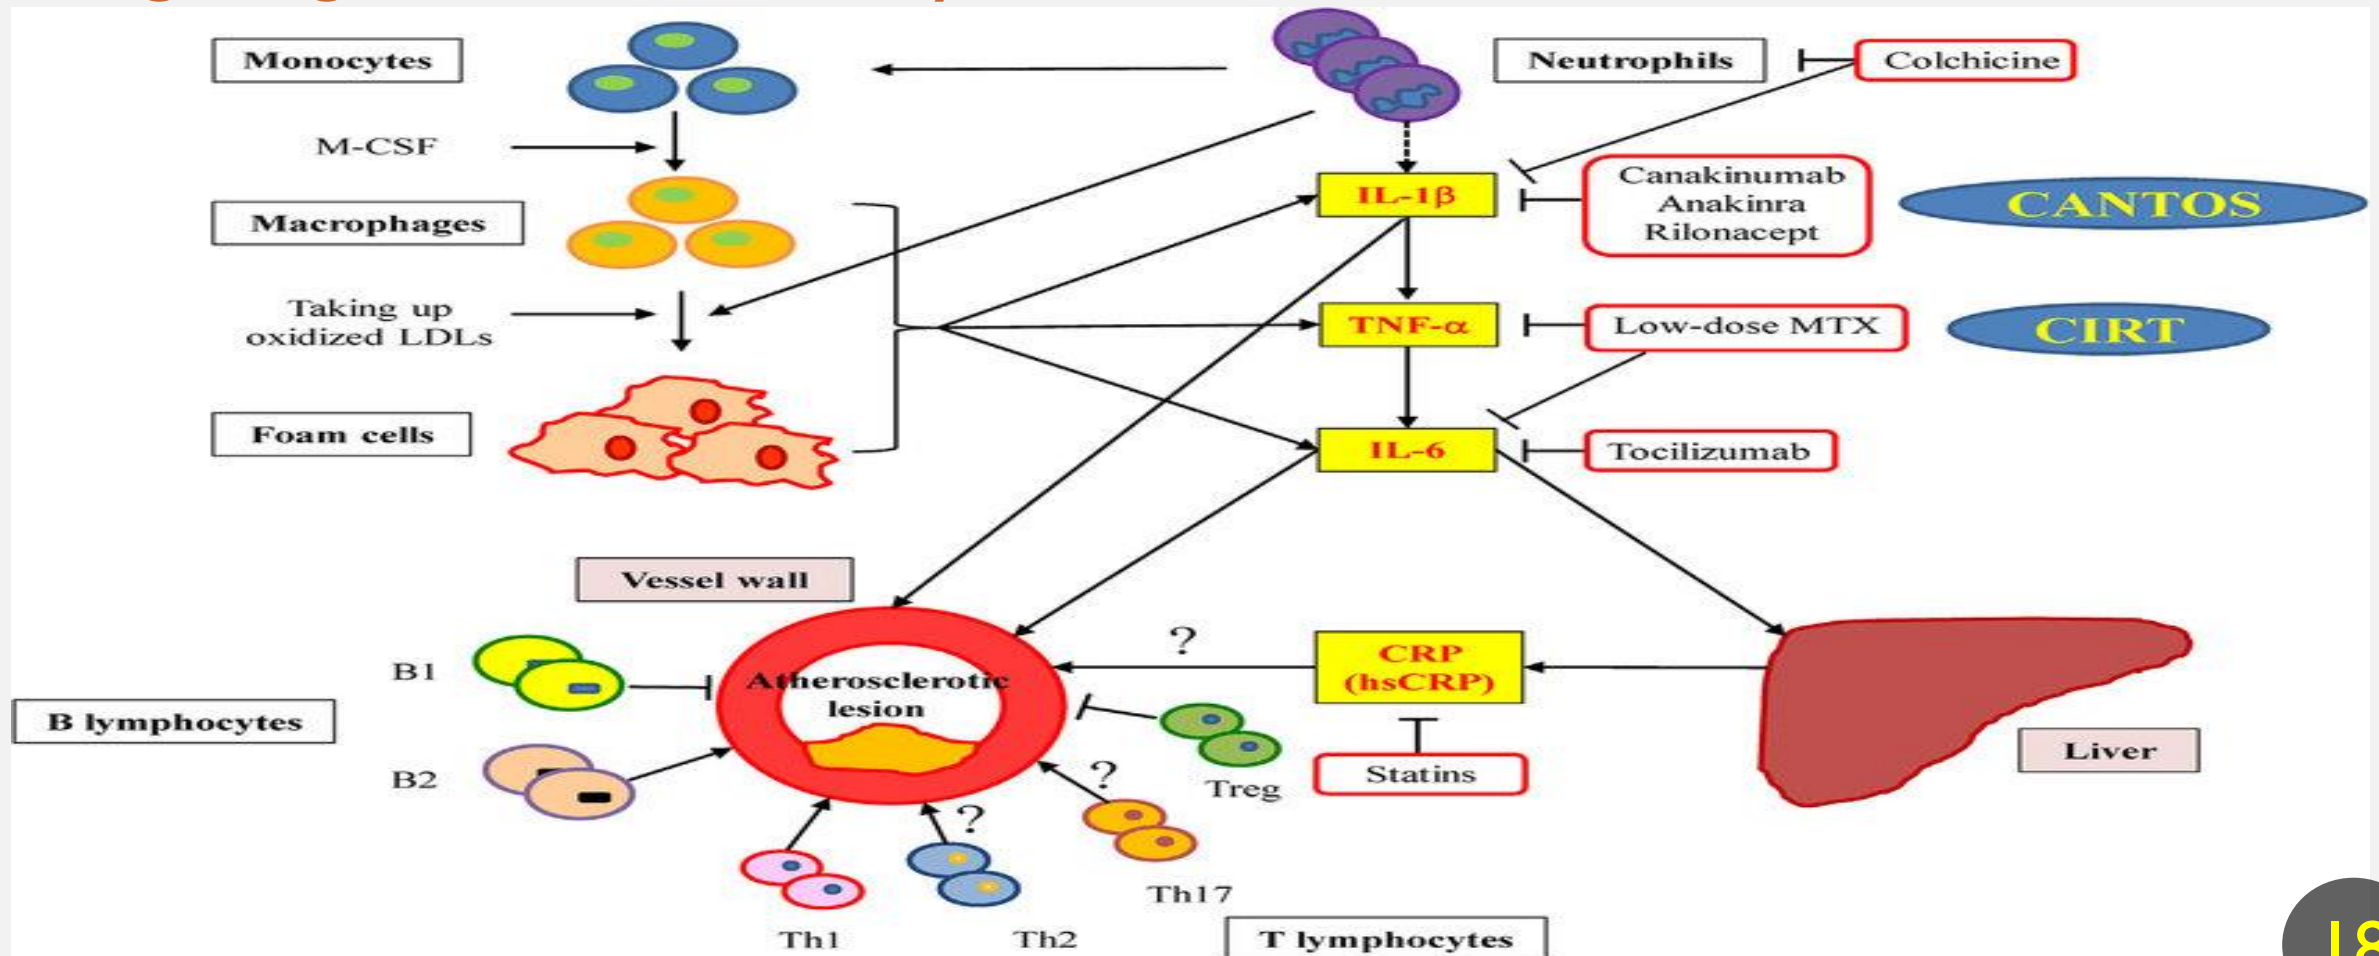 Monocytes
Neutrophils
Colchicine
M-CSF
Macrophages
IL-1β
Canakinumab
Anakinra
Rilonacept
CANTOS
Taking up
oxidized LDLs
TNF-α
Low-dose MTX
CIRT
Foam cells
IL-6
Tocilizumab
Vessel wall
B1
Atherosclerotic
lesion
?
CRP
(hsCRP)
B lymphocytes
Liver
B2
?
Treg
Statins
?
Th17
Th1
Th2
T lymphocytes
18